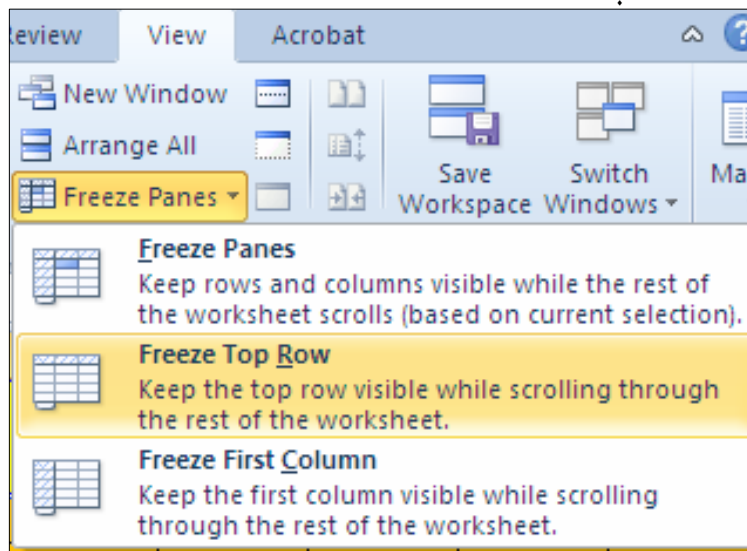 Review View Acrobat
New Window
Arrange All
Freeze Panes
Save Workspace
Switch Windows
Ma
Freeze Panes
Keep rows and columns visible while the rest of
the worksheet scrolls (based on current selection).
Freeze Top Row
Keep the top row visible while scrolling through
the rest of the worksheet.
Freeze First Column
Keep the first column visible while scrolling
through the rest of the worksheet.